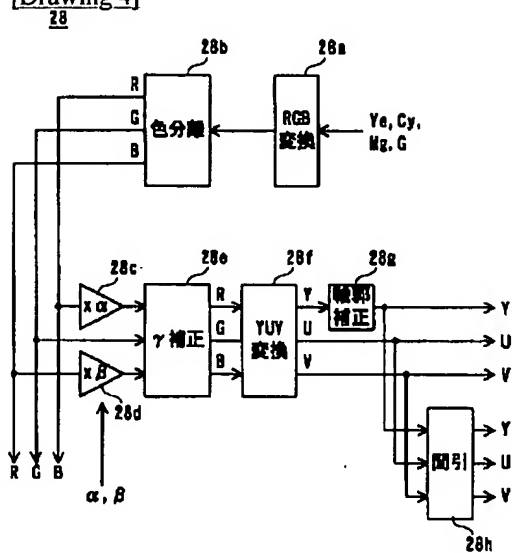 [Drawing 4]
28
28b
28a
R
G
B
色分離
RGB
変換
Ye, Cy,
Mg, G
28c
28e
28f
28g
×α
R
Y
輪郭
補正
Y
γ補正
G
YUV
変換
U
U
×β
B
V
V
28d
R G B
α, β
間引
Y
U
V
28h